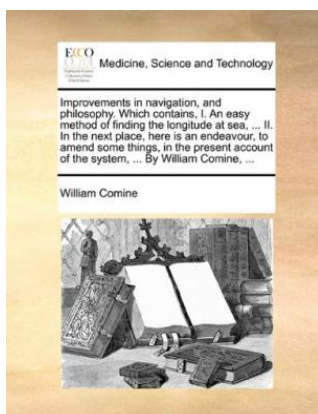 ECCO
Medicine, Science and Technology
Improvements in navigation, and
philosophy. Which contains, I. An easy
method of finding the longitude at sea, ... II.
In the next place, here is an endeavour, to
amend some things, in the present account
of the system, ... By William Comine, ...
William Comine